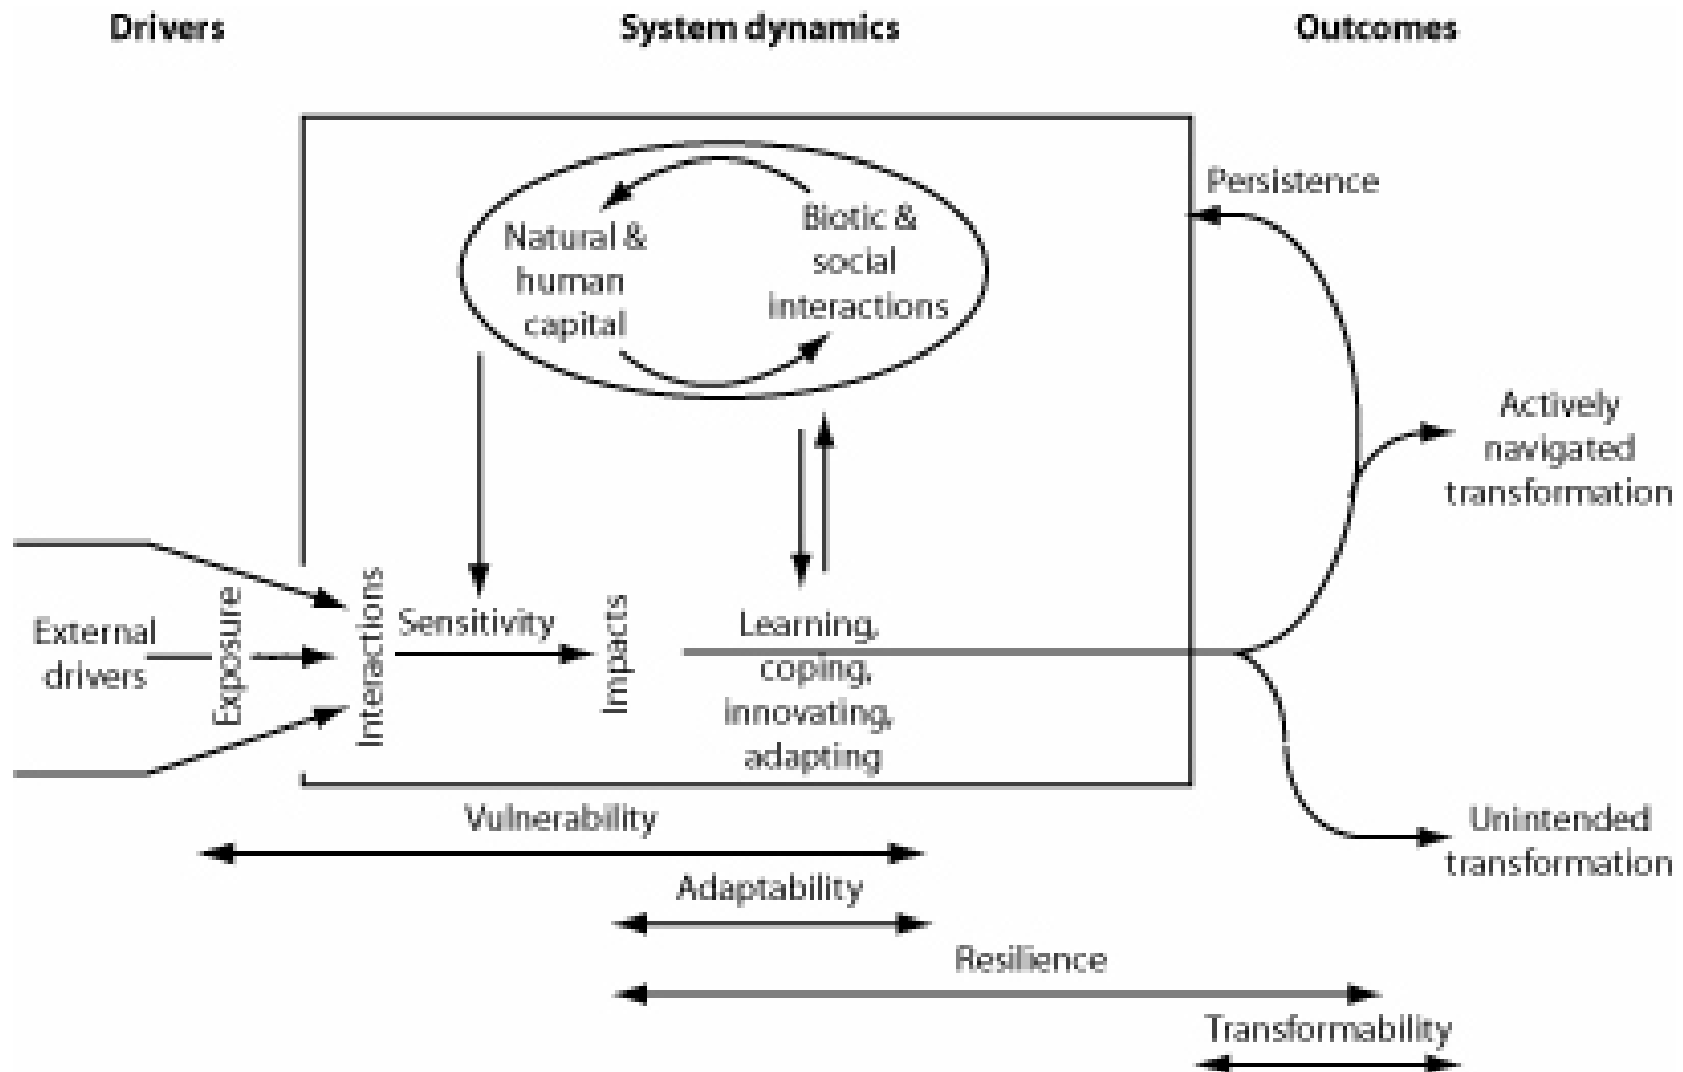 Drivers
System dynamics
Outcomes
Persistence
Natural &
human
capital
Biotic &
social
interactions
Actively
navigated
transformation
External
drivers
Exposure
Interactions
Sensitivity
Impacts
Learning,
coping,
innovating,
adapting
Unintended
transformation
Vulnerability
Adaptability
Resilience
Transformability